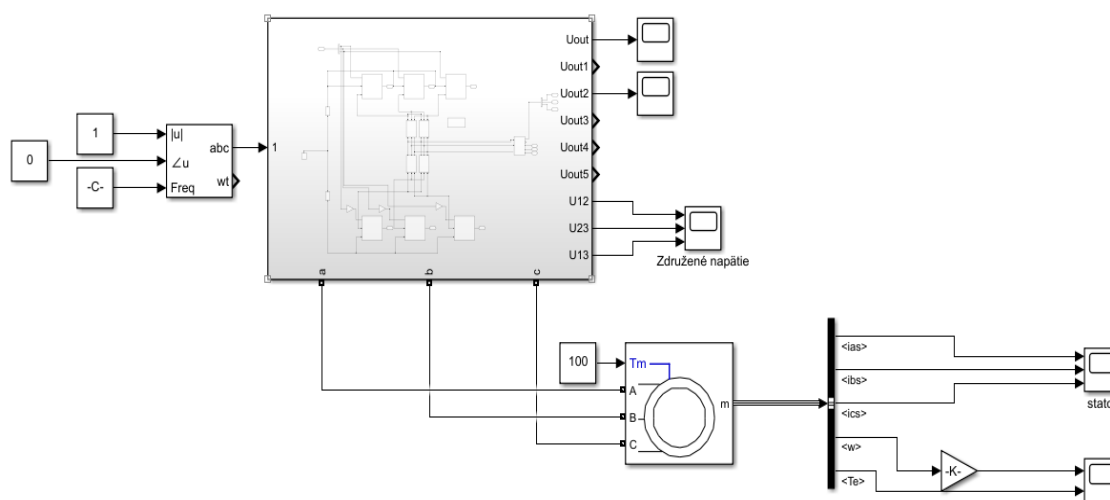 Uout
Uout1
Uout2
Uout3
Uout4
Uout5
U12
U23
U13
Združené napätie
1
0
-C-
|u|
∠u
Freq
abc
wt
1
a
b
c
100
Tm
A
B
C
m
<ias>
<ibs>
<ics>
<w>
<Te>
-K-